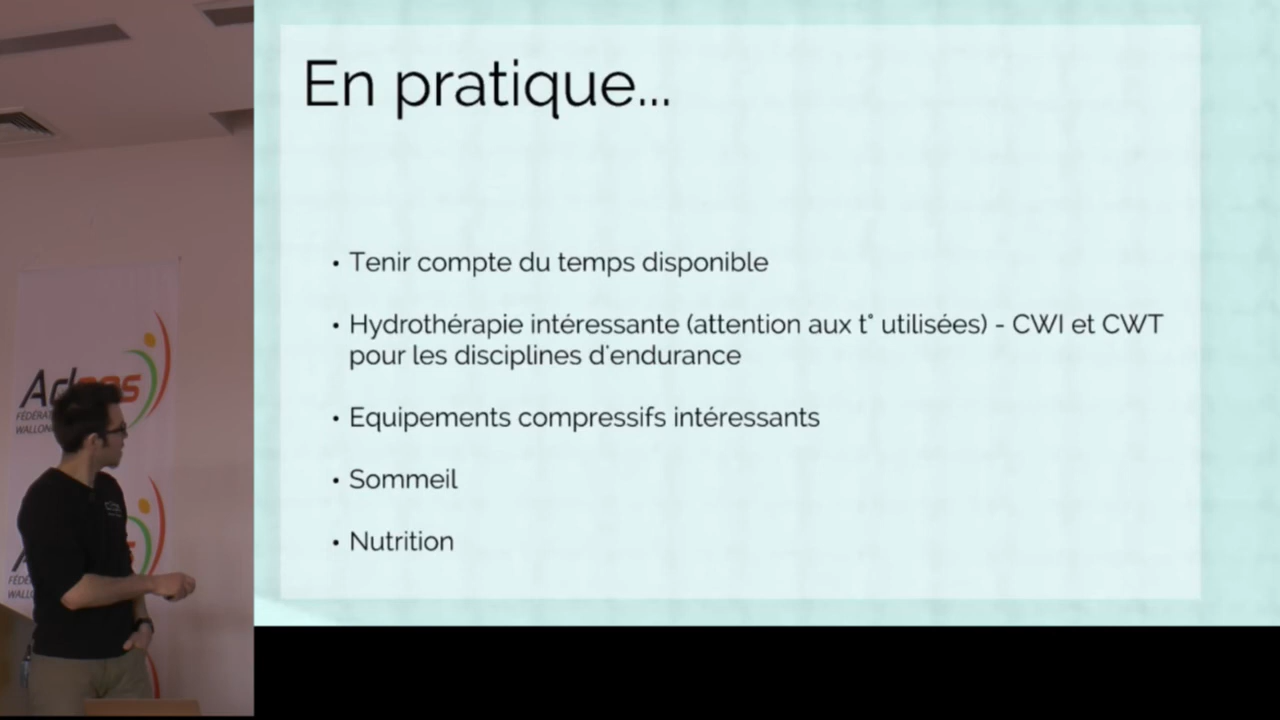 En pratique...
• Tenir compte du temps disponible
• Hydrothérapie intéressante (attention aux t° utilisées) - CWI et CWT
pour les disciplines d'endurance
• Equipements compressifs intéressants
• Sommeil
• Nutrition